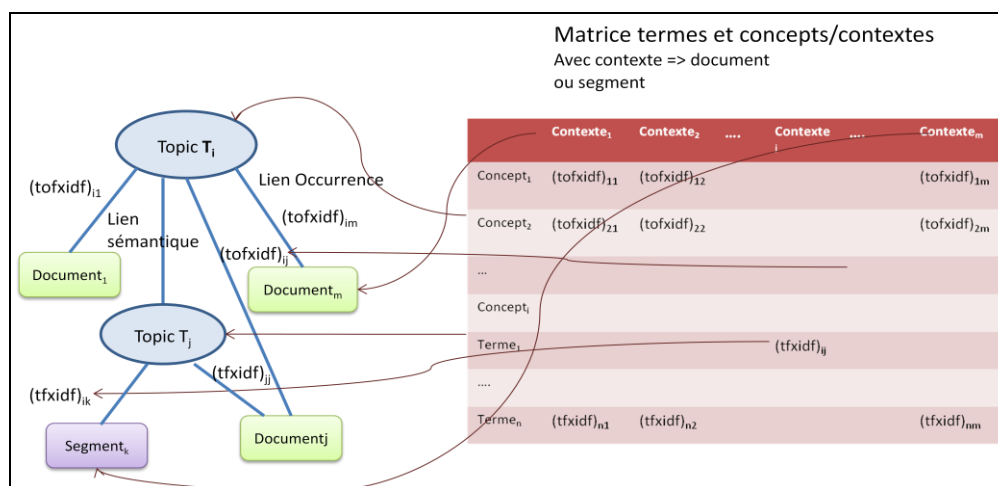 Matrice termes et concepts/contextes
Avec contexte => document
ou segment
Topic Tᵢ
Lien Occurrence
(tofxidf)i1
(tofxidf)im
Lien
sémantique
(tofxidf)ij
Document1
Documentm
Topic Tj
(tfxidf)jj
(tfxidf)ik
Segmentk
Documentj
Contexte1 Contexte2 .... Contexte .... Contextem
i
Concept1 (tofxidf)11 (tofxidf)12 (tofxidf)1m
Concept2 (tofxidf)21 (tofxidf)22 (tofxidf)2m
...
Concepti
Terme1 (tfxidf)ij
....
Termen (tfxidf)n1 (tfxidf)n2 (tfxidf)nm